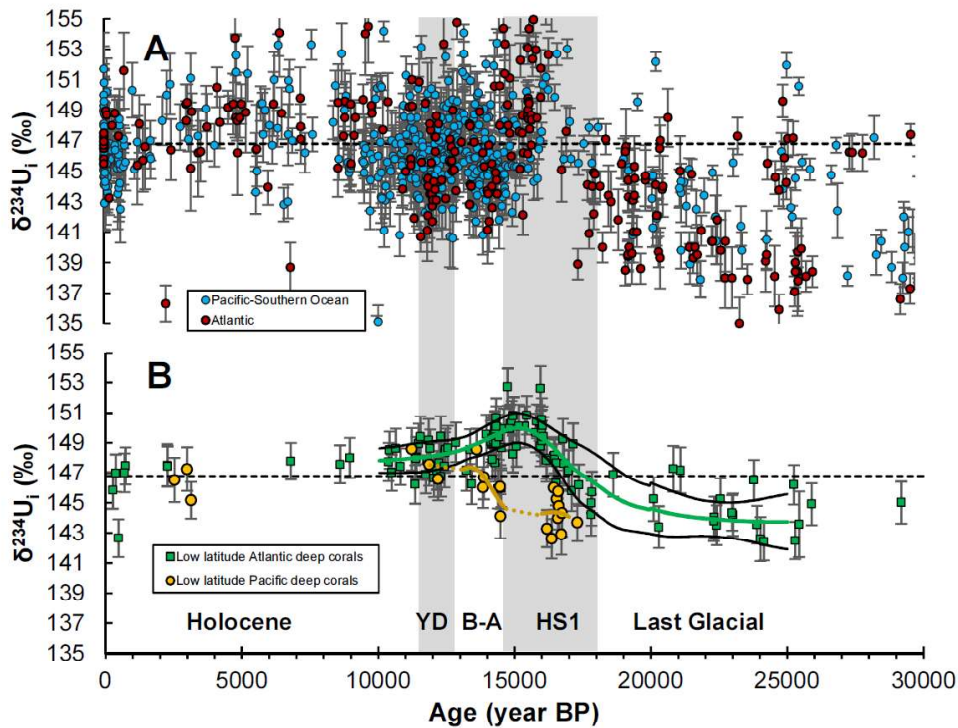 A
155
153
151
149
147
145
143
141
139
137
135
δ²³⁴Uᵢ (‰)
Pacific-Southern Ocean
Atlantic
B
155
153
151
149
147
145
143
141
139
137
135
δ²³⁴Uᵢ (‰)
Low latitude Atlantic deep corals
Low latitude Pacific deep corals
Holocene YD B-A HS1 Last Glacial
0 5000 10000 15000 20000 25000 30000
Age (year BP)